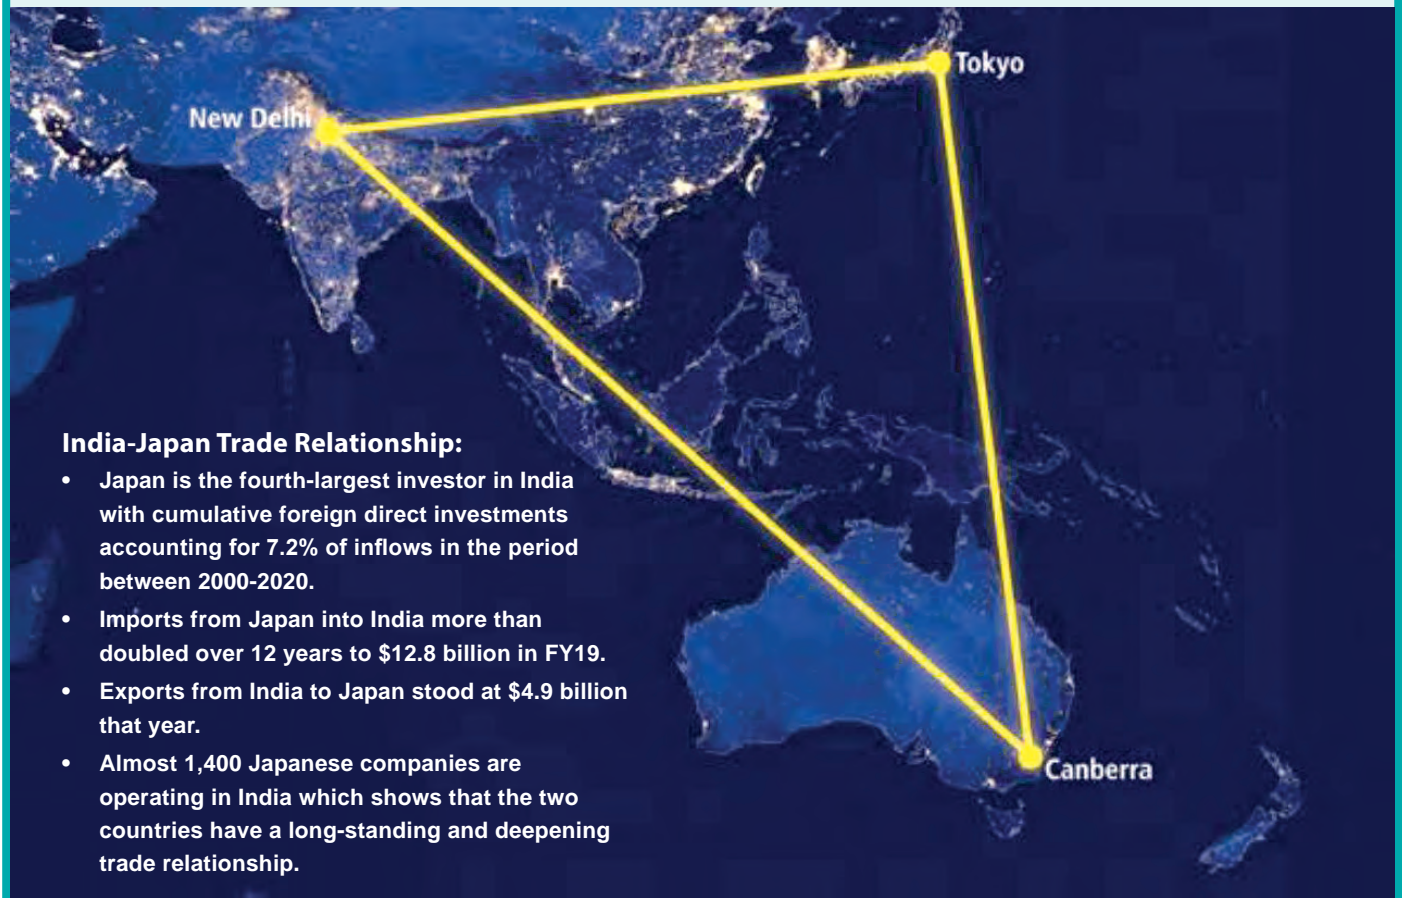 Tokyo
New Delhi
India-Japan Trade Relationship:
• Japan is the fourth-largest investor in India
with cumulative foreign direct investments
accounting for 7.2% of inflows in the period
between 2000-2020.
• Imports from Japan into India more than
doubled over 12 years to $12.8 billion in FY19.
• Exports from India to Japan stood at $4.9 billion
that year.
• Almost 1,400 Japanese companies are
operating in India which shows that the two
countries have a long-standing and deepening
trade relationship.
Canberra